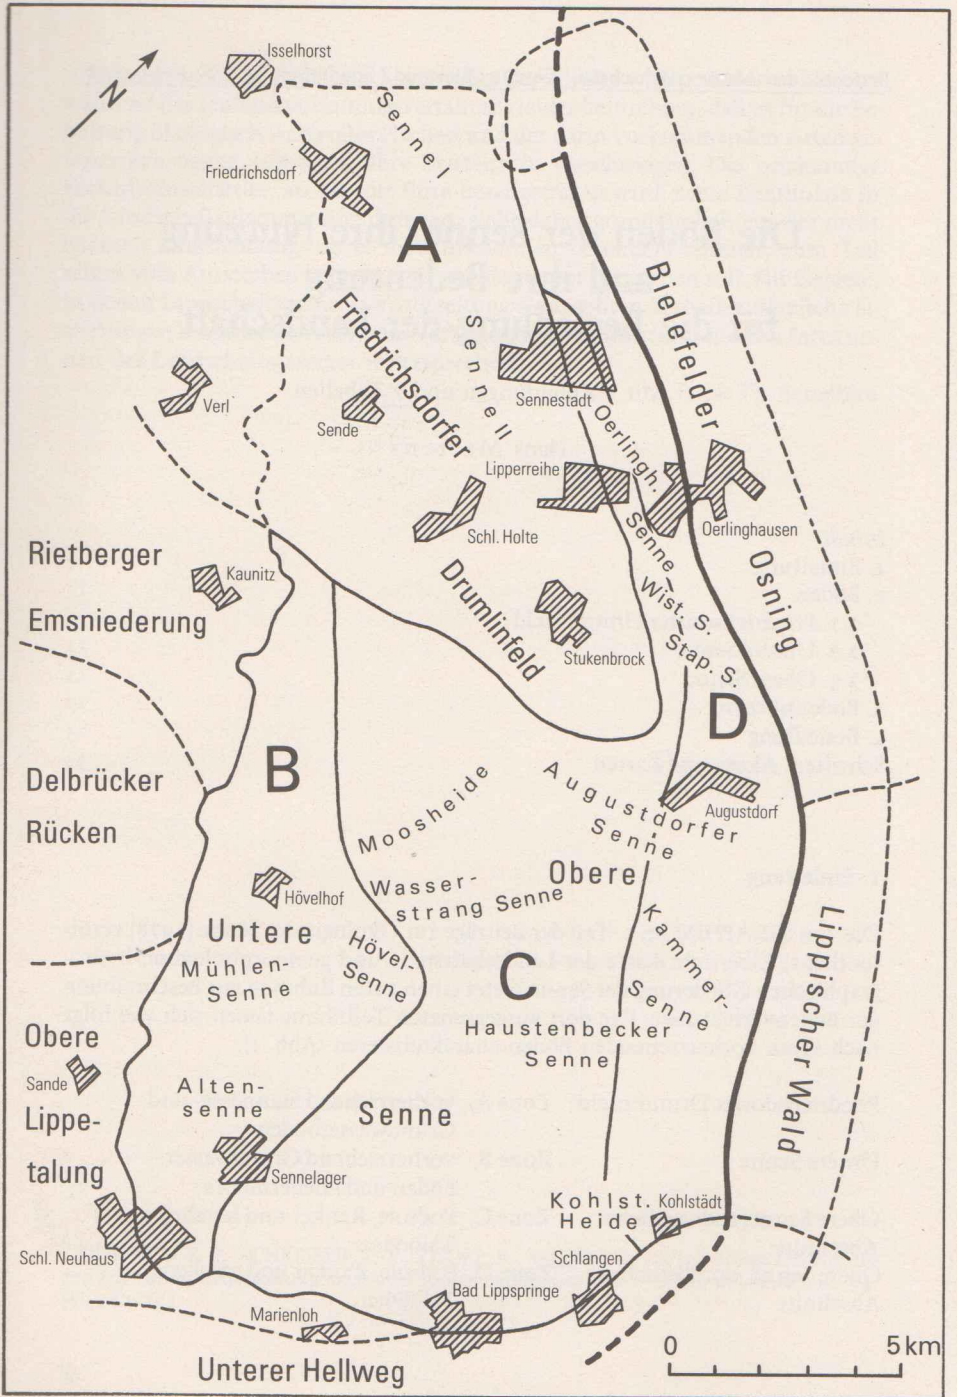 N
Isselhorst
Senne I
Friedrichsdorf
A
Bielefelder
Friedrichsdorfer
Senne II
Verl
Sende
Sennestadt
Oerlingh.
Senne
Lipperreihe
Schl. Holte
Oerlinghausen
Osning
Rietberger
Emsniederung
Kaunitz
Drumlinfeld
Wist. S.
Stap. S.
Stukenbrock
D
B
Delbrücker
Rücken
Moosheide
Augustdorfer
Senne
Augustdorf
Obere
Hövelhof
Wasser-
strang Senne
Untere
Mühlen-
Senne
Hövel-
Senne
C
Kammer-
Senne
Lippischer Wald
Haustenbecker
Senne
Obere
Sande
Lippe-
talung
Alten-
senne
Senne
Sennelager
Kohlst.
Heide
Kohlstädt
Schl. Neuhaus
Schlangen
Bad Lippspringe
Marienloh
Unterer Hellweg
0 5 km